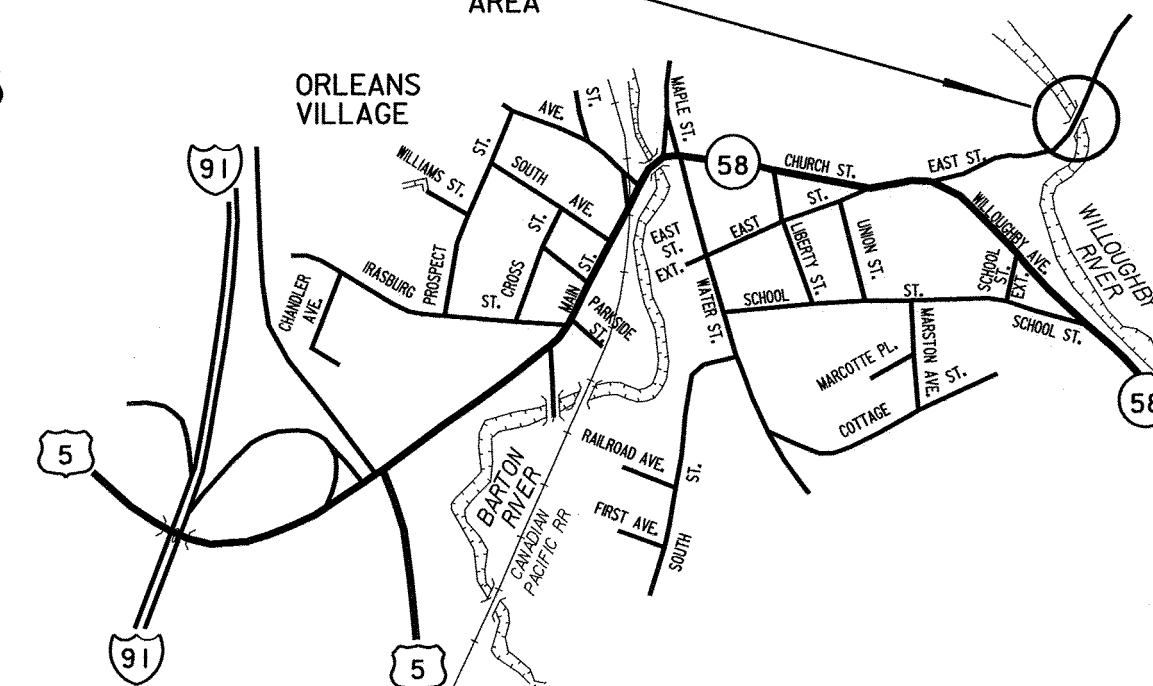 AREA
ORLEANS
VILLAGE
91
AVE.
ST.
MAPLE ST.
58
CHURCH ST.
EAST ST.
WILLIAMS ST.
ST.
SOUTH
AVE.
ST.
CROSS
PROSPECT
IRASBURG
ST.
CHANDLER
AVE.
MAIN
ST.
PARKSIDE
ST.
EAST
ST.
EXT.
EAST
ST.
LIBERTY ST.
UNION ST.
WATER ST.
SCHOOL
ST.
SCHOOL
ST.
EXT.
WILLOUGHBY AVE.
WILLOUGHBY
RIVER
SCHOOL ST.
MARCOTTE PL.
MARSTON AVE.
COTTAGE
ST.
58
5
RAILROAD AVE.
FIRST AVE.
ST.
SOUTH
BARTON
RIVER
CANADIAN
PACIFIC RR
91
5